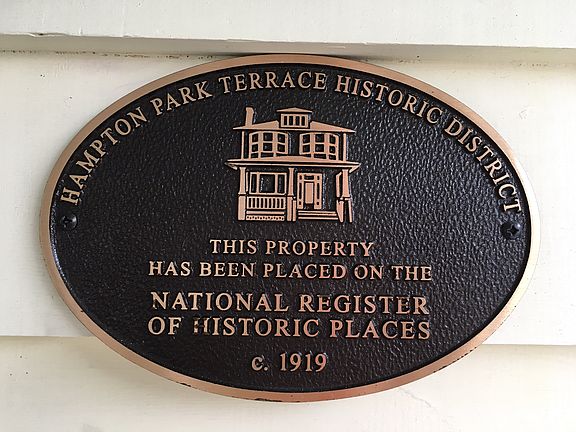 HAMPTON PARK TERRACE HISTORIC DISTRICT
THIS PROPERTY
HAS BEEN PLACED ON THE
NATIONAL REGISTER
OF HISTORIC PLACES
c. 1919